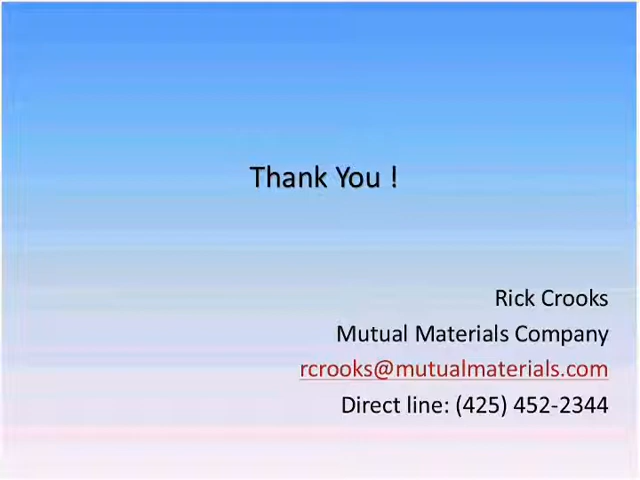 Thank You !
Rick Crooks
Mutual Materials Company
rcrooks@mutualmaterials.com
Direct line: (425) 452-2344